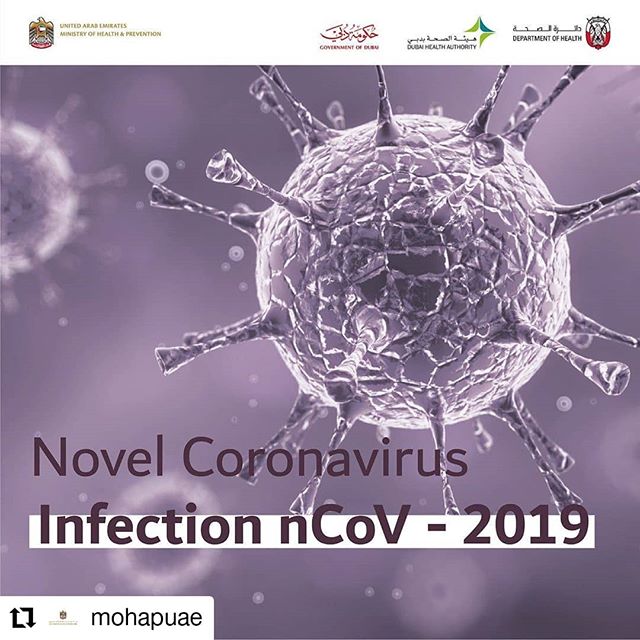 UNITED ARAB EMIRATES
MINISTRY OF HEALTH & PREVENTION
حكومة دبي
GOVERNMENT OF DUBAI
هيئة الصحة بدبي
DUBAI HEALTH AUTHORITY
دائرة الصحة
DEPARTMENT OF HEALTH
Novel Coronavirus
Infection nCoV - 2019
mohapuae